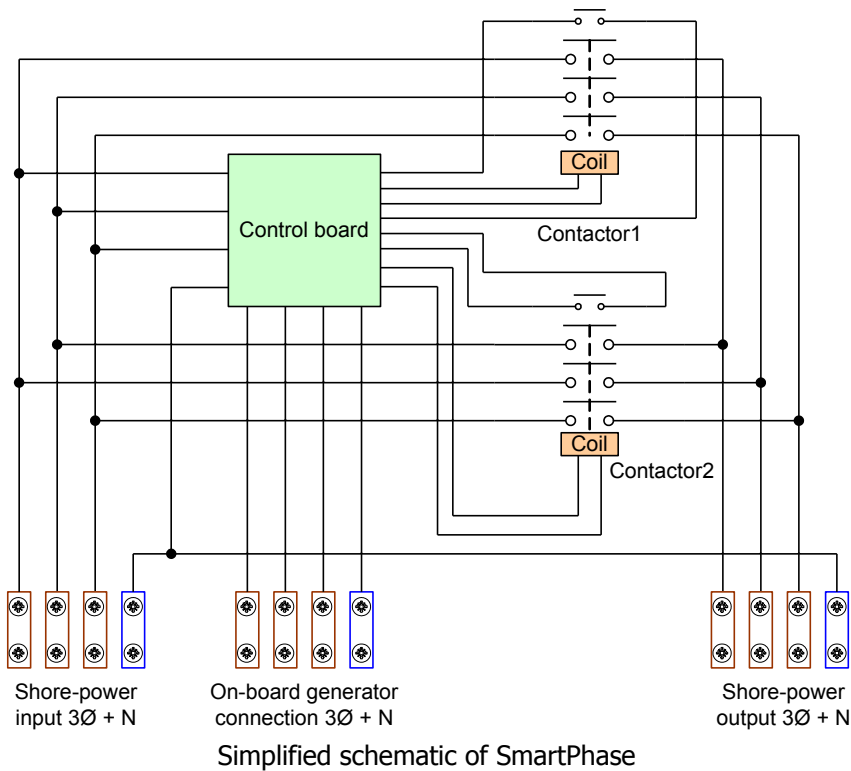 Coil
Control board
Contactor1
Coil
Contactor2
Shore-power
input 3Ø + N
On-board generator
connection 3Ø + N
Shore-power
output 3Ø + N
Simplified schematic of SmartPhase